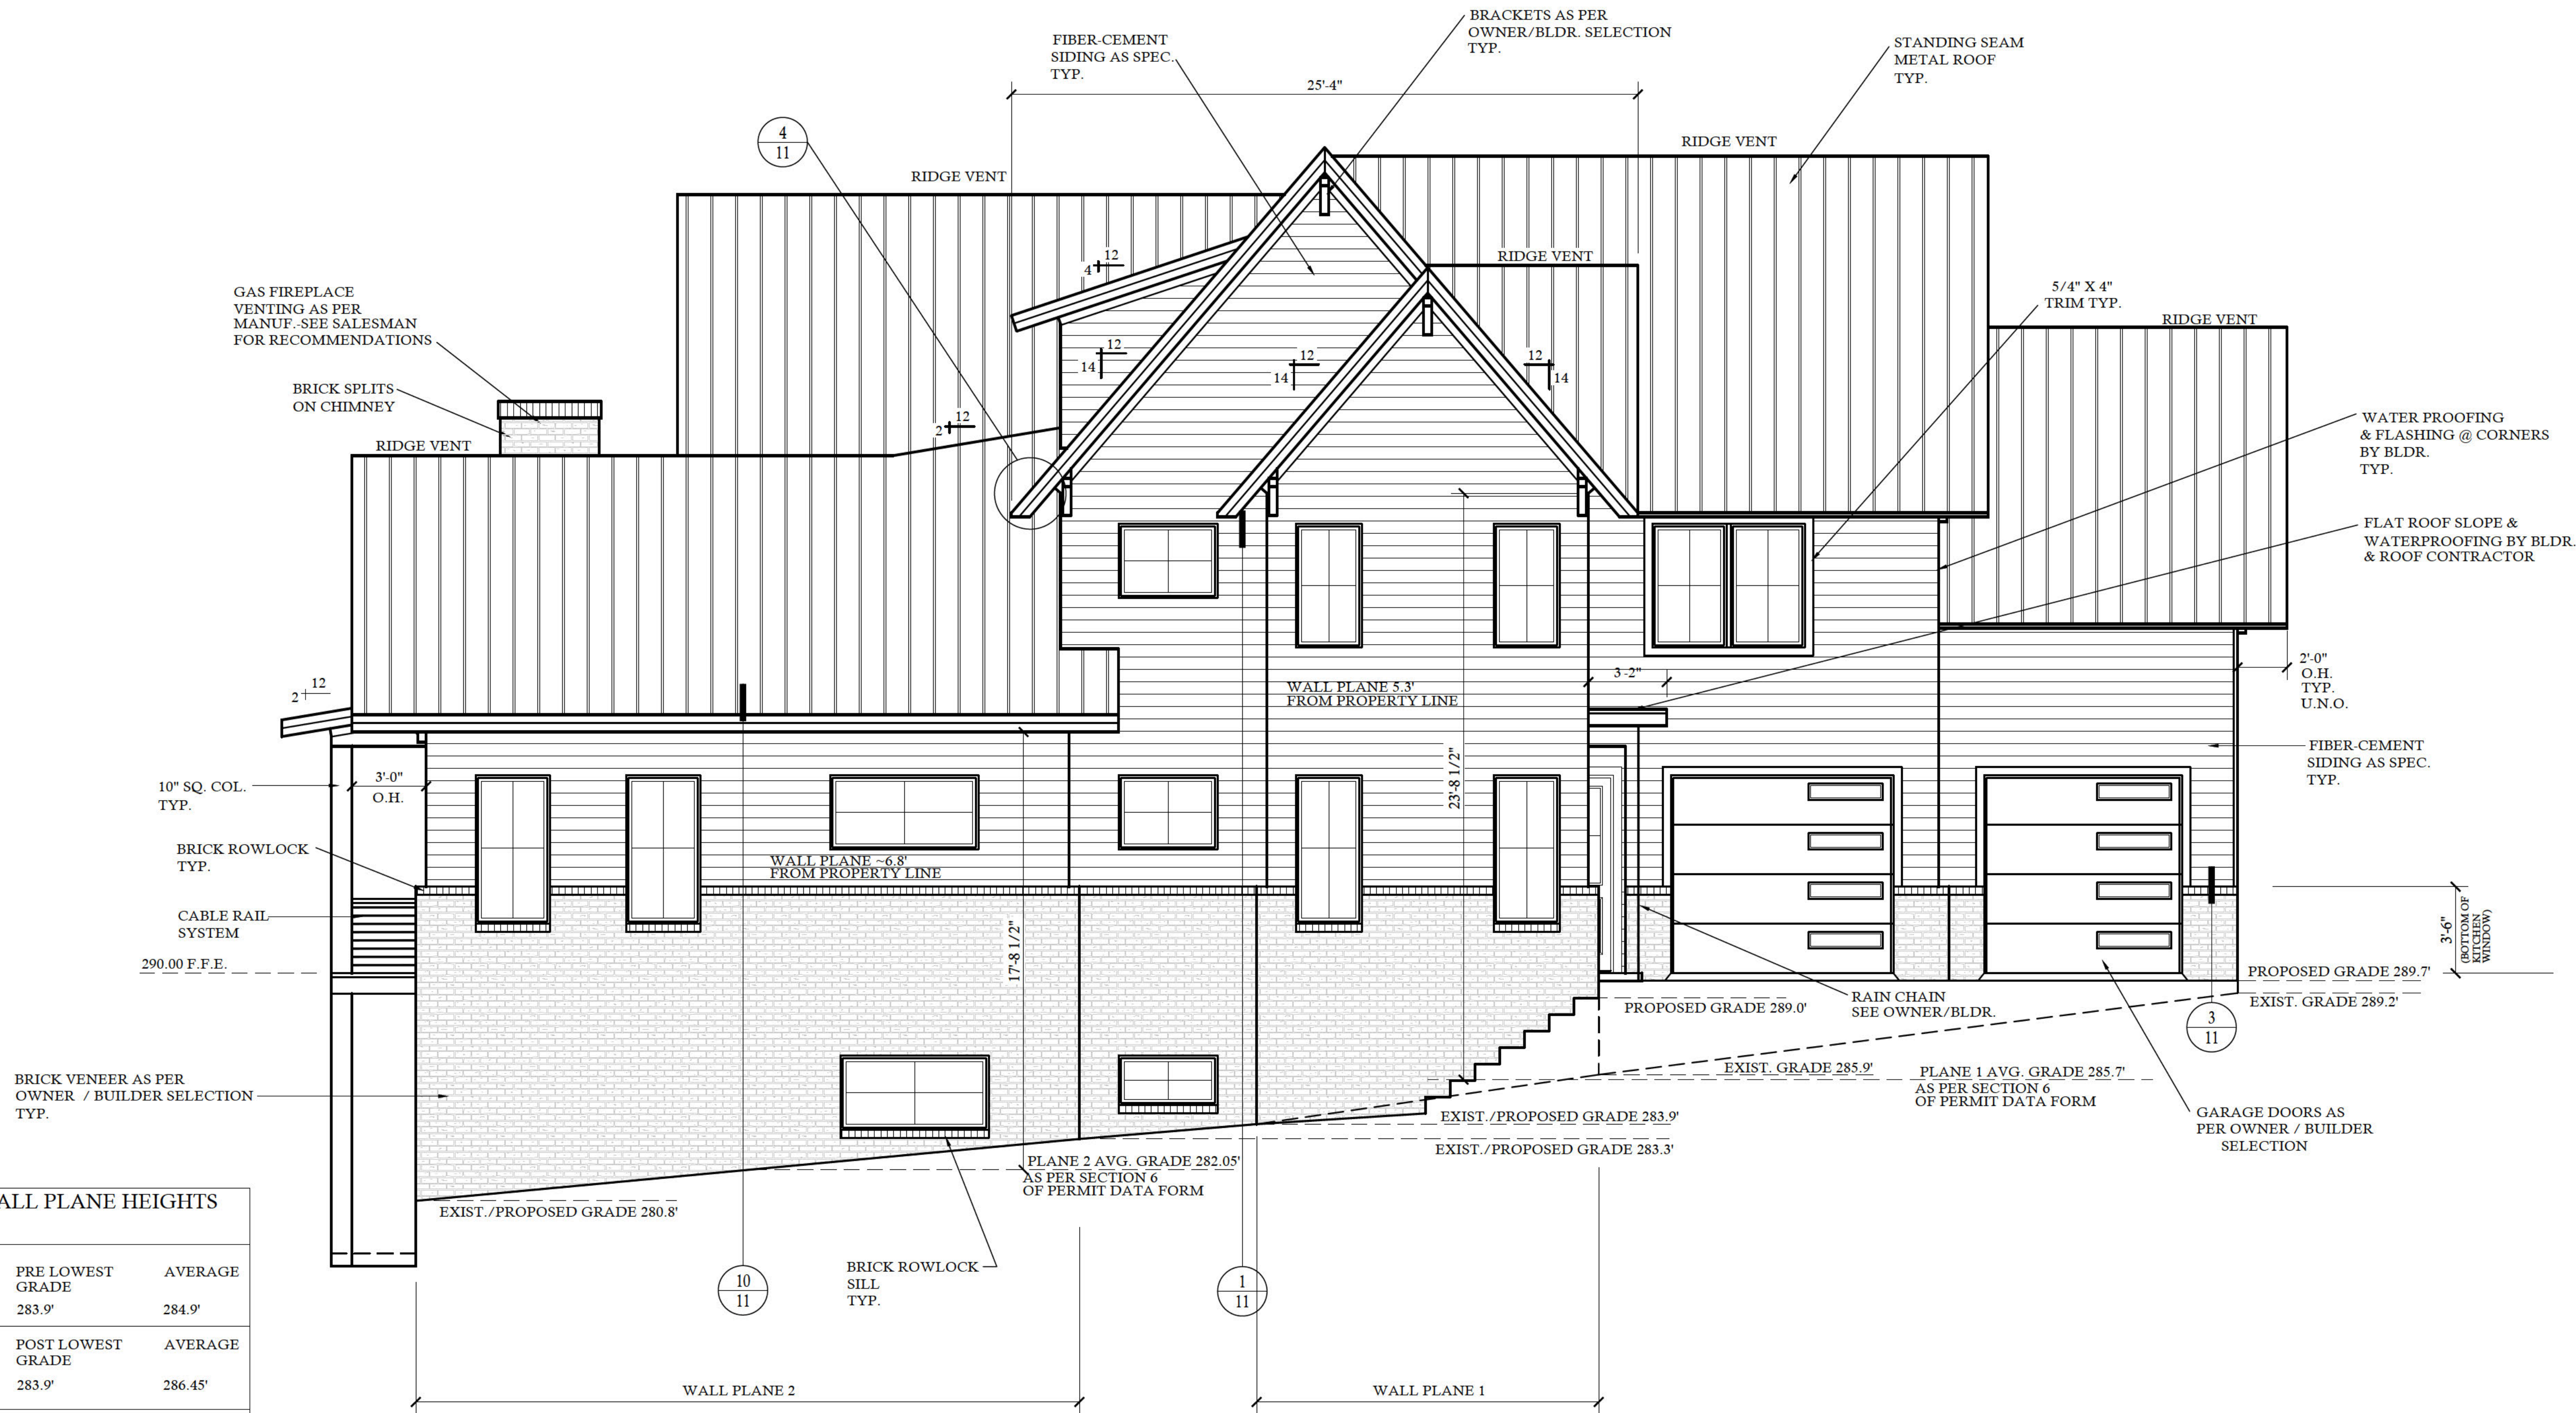 BRACKETS AS PER
OWNER/BLDR. SELECTION
TYP.
FIBER-CEMENT
SIDING AS SPEC.
TYP.
STANDING SEAM
METAL ROOF
TYP.
25'-4"
4
11
RIDGE VENT
RIDGE VENT
RIDGE VENT
12
4
GAS FIREPLACE
VENTING AS PER
MANUF.-SEE SALESMAN
FOR RECOMMENDATIONS
5/4" X 4"
TRIM TYP.
RIDGE VENT
12
14
12
14
12
14
BRICK SPLITS
ON CHIMNEY
12
2
RIDGE VENT
WATER PROOFING
& FLASHING @ CORNERS
BY BLDR.
TYP.
FLAT ROOF SLOPE &
WATERPROOFING BY BLDR.
& ROOF CONTRACTOR
12
2
WALL PLANE 5.3'
FROM PROPERTY LINE
3'-2"
2'-0"
O.H.
TYP.
U.N.O.
23'-8 1/2"
FIBER-CEMENT
SIDING AS SPEC.
TYP.
10" SQ. COL.
TYP.
3'-0"
O.H.
BRICK ROWLOCK
TYP.
WALL PLANE ~6.8'
FROM PROPERTY LINE
CABLE RAIL
SYSTEM
17'-8 1/2"
3'-6"
(BOTTOM OF
KITCHEN
WINDOW)
290.00 F.F.E.
PROPOSED GRADE 289.7'
EXIST. GRADE 289.2'
RAIN CHAIN
SEE OWNER/BLDR.
PROPOSED GRADE 289.0'
3
11
EXIST. GRADE 285.9'
PLANE 1 AVG. GRADE 285.7'
AS PER SECTION 6
OF PERMIT DATA FORM
BRICK VENEER AS PER
OWNER / BUILDER SELECTION
TYP.
GARAGE DOORS AS
PER OWNER / BUILDER
SELECTION
EXIST./PROPOSED GRADE 283.9'
EXIST./PROPOSED GRADE 283.3'
PLANE 2 AVG. GRADE 282.05'
AS PER SECTION 6
OF PERMIT DATA FORM
EXIST./PROPOSED GRADE 280.8'
BRICK ROWLOCK
SILL
TYP.
10
11
1
11
PLANE HEIGHTS
PRE LOWEST
GRADE
AVERAGE
283.9'
284.9'
POST LOWEST
GRADE
AVERAGE
283.9'
286.45'
WALL PLANE 2
WALL PLANE 1